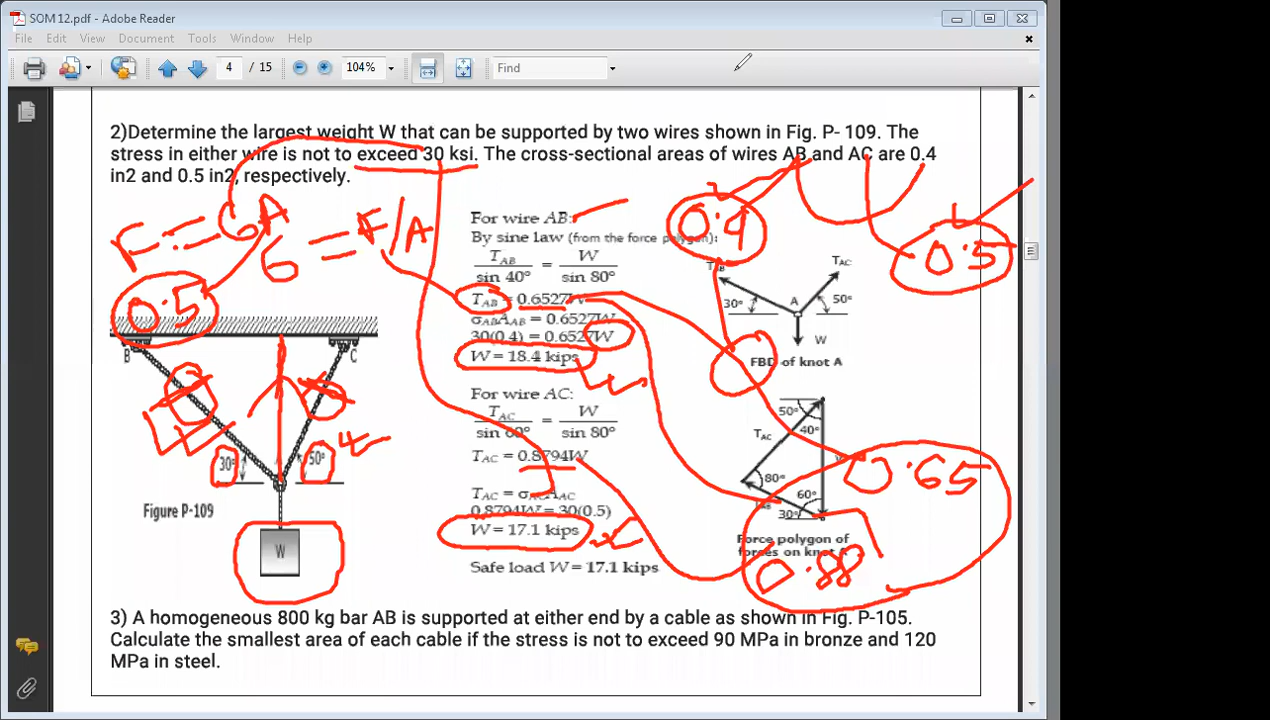 SOM 12.pdf - Adobe Reader
File Edit View Document Tools Window Help
4 / 15 104% Find
2)Determine the largest weight W that can be supported by two wires shown in Fig. P- 109. The
stress in either wire is not to exceed 30 ksi. The cross-sectional areas of wires AB and AC are 0.4
in2 and 0.5 in2, respectively.
F = σA
σ = F/A
0.5
0.4
0.5
For wire AB:
By sine law (from the force polygon):
T_AB / sin 40° = W / sin 80°
T_AB = 0.6527W
σ_AB A_AB = 0.6527W
30(0.4) = 0.6527W
W = 18.4 kips
For wire AC:
T_AC / sin 60° = W / sin 80°
T_AC = 0.8794W
T_AC = σ_AC A_AC
0.8794W = 30(0.5)
W = 17.1 kips
Safe load W = 17.1 kips
B C
30° 50°
W
Figure P-109
T_AB T_AC
30° A 50°
W
FBD of knot A
50°
40°
T_AC
80°
60°
30°
Force polygon of
forces on knot A
0.65
0.88
3) A homogeneous 800 kg bar AB is supported at either end by a cable as shown in Fig. P-105.
Calculate the smallest area of each cable if the stress is not to exceed 90 MPa in bronze and 120
MPa in steel.